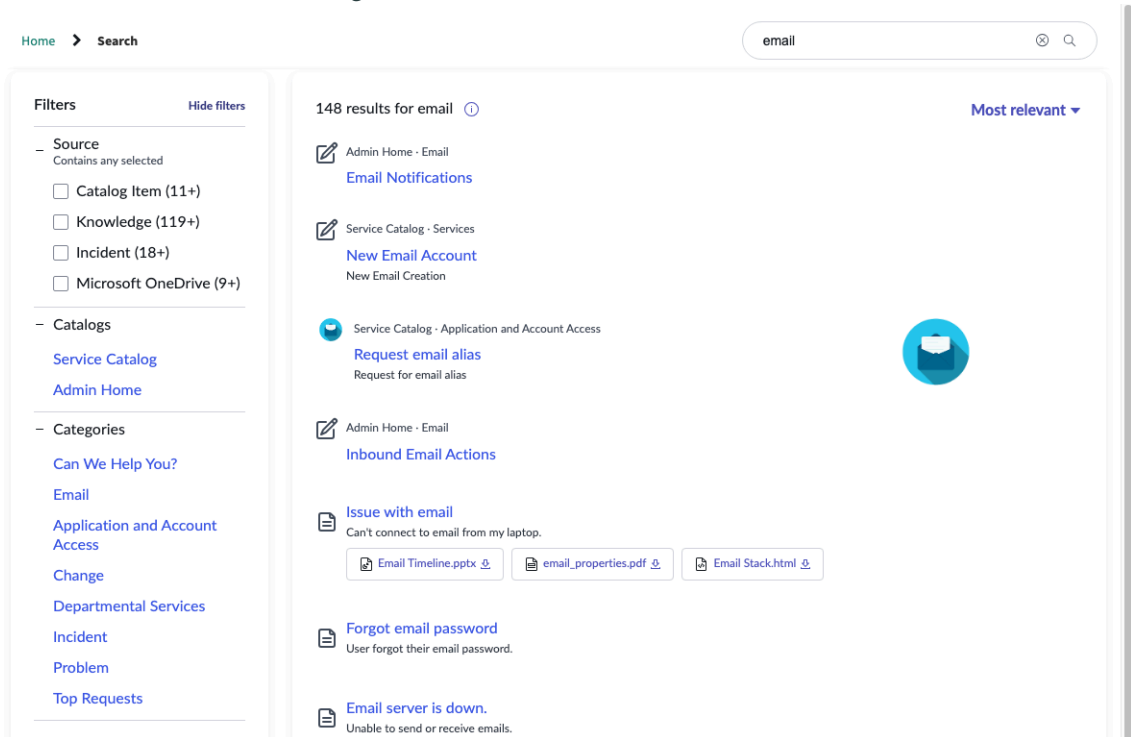 Home > Search
email
Filters
Hide filters
Source
Contains any selected
Catalog Item (11+)
Knowledge (119+)
Incident (18+)
Microsoft OneDrive (9+)
Catalogs
Service Catalog
Admin Home
Categories
Can We Help You?
Email
Application and Account
Access
Change
Departmental Services
Incident
Problem
Top Requests
148 results for email
Most relevant
Admin Home · Email
Email Notifications
Service Catalog · Services
New Email Account
New Email Creation
Service Catalog · Application and Account Access
Request email alias
Request for email alias
Admin Home · Email
Inbound Email Actions
Issue with email
Can't connect to email from my laptop.
Email Timeline.pptx
email_properties.pdf
Email Stack.html
Forgot email password
User forgot their email password.
Email server is down.
Unable to send or receive emails.